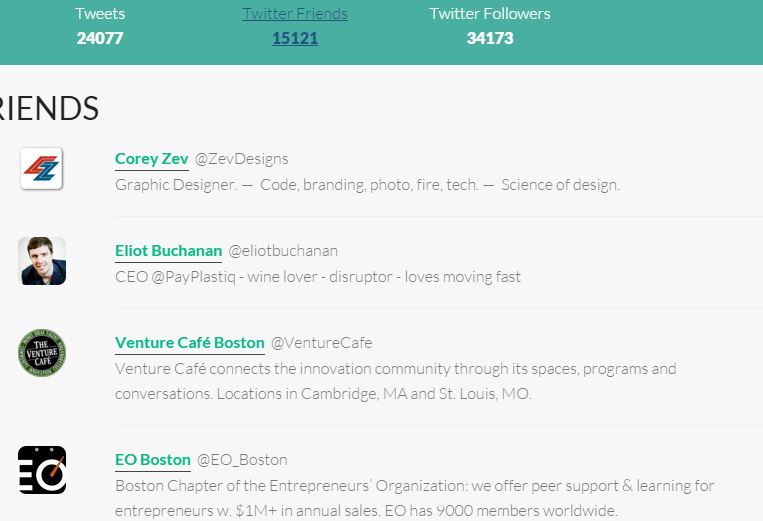 Tweets Twitter Friends Twitter Followers
24077 15121 34173
RIENDS
Corey Zev @ZevDesigns
Graphic Designer. — Code, branding, photo, fire, tech. — Science of design.
Eliot Buchanan @eliotbuchanan
CEO @PayPlastiq - wine lover - disruptor - loves moving fast
THE
VENTURE
CAFE
Venture Café Boston @VentureCafe
Venture Café connects the innovation community through its spaces, programs and
conversations. Locations in Cambridge, MA and St. Louis, MO.
EO
EO Boston @EO_Boston
Boston Chapter of the Entrepreneurs’ Organization: we offer peer support & learning for
entrepreneurs w. $1M+ in annual sales. EO has 9000 members worldwide.